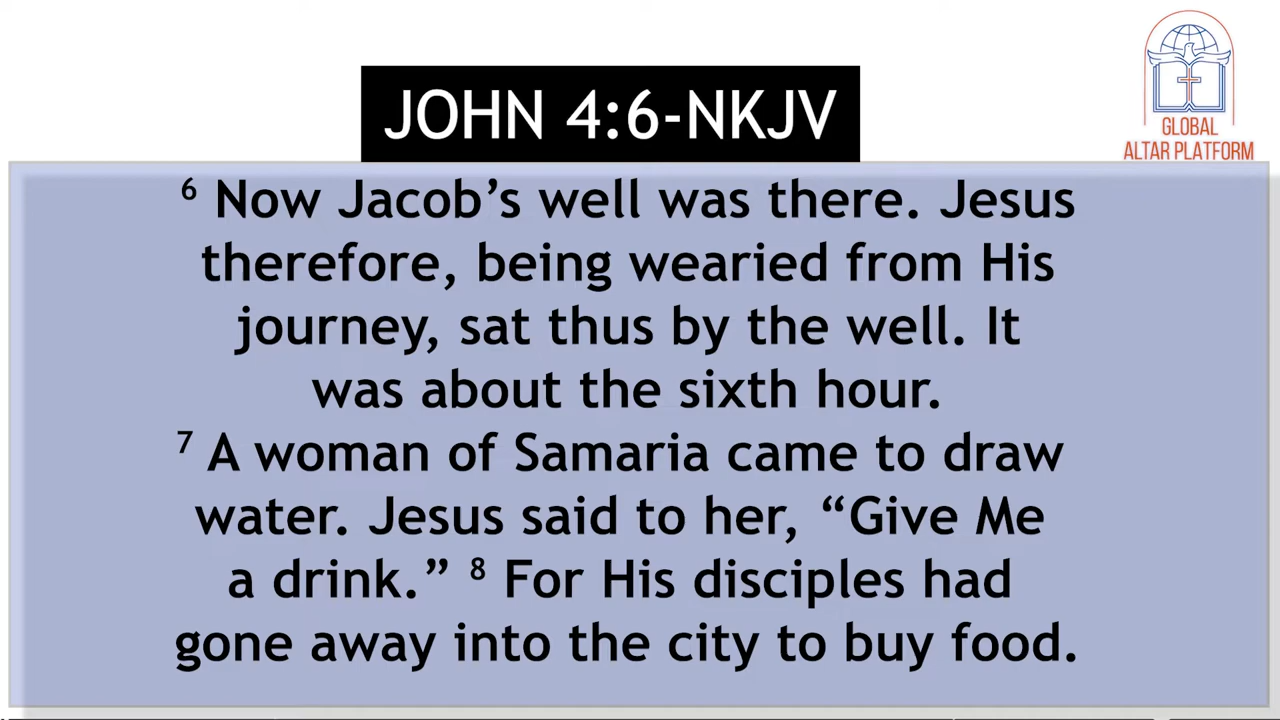 JOHN 4:6-NKJV
GLOBAL
ALTAR PLATFORM
6 Now Jacob’s well was there. Jesus
therefore, being wearied from His
journey, sat thus by the well. It
was about the sixth hour.
7 A woman of Samaria came to draw
water. Jesus said to her, “Give Me
a drink.” 8 For His disciples had
gone away into the city to buy food.